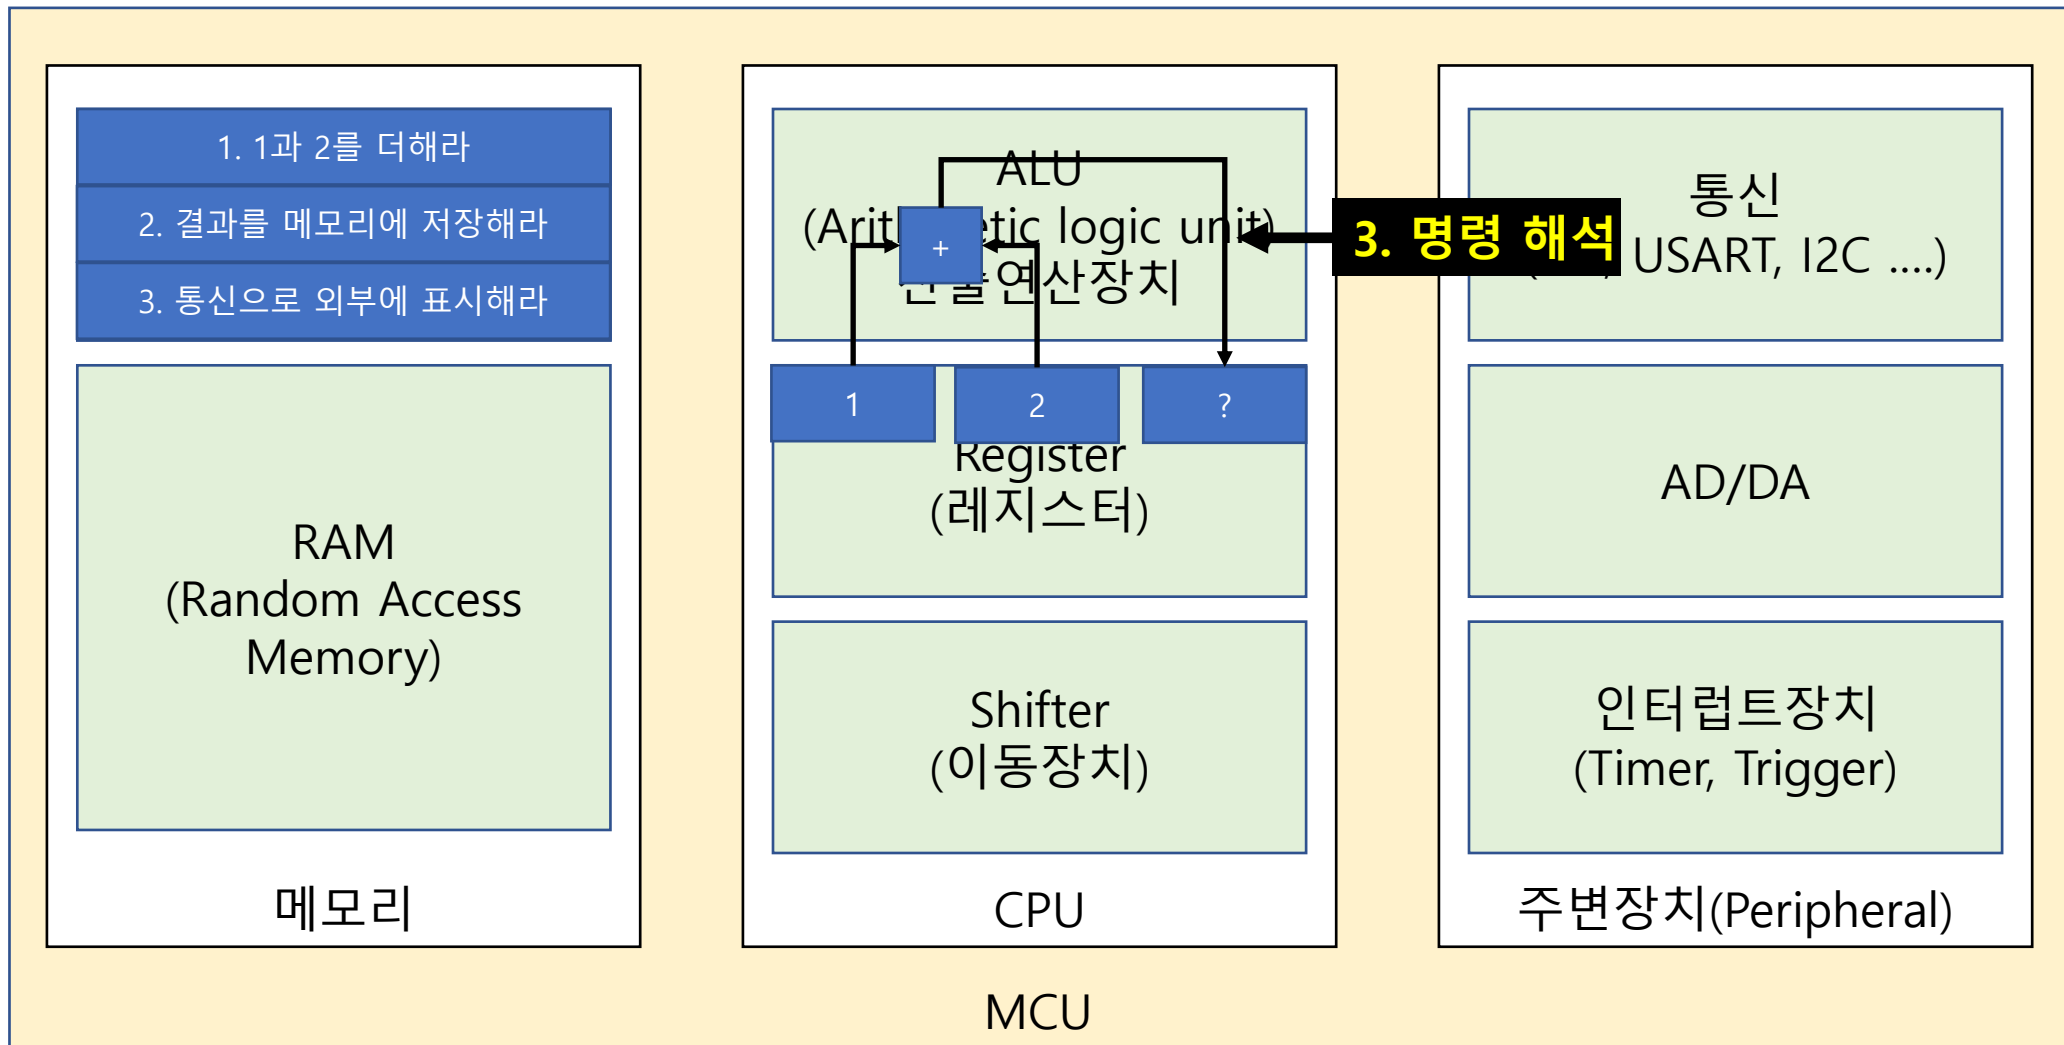 1. 1과 2를 더해라
2. 결과를 메모리에 저장해라
3. 통신으로 외부에 표시해라
RAM
(Random Access
Memory)
메모리
ALU
logic unit)
+
1
2
?
Register
(레지스터)
Shifter
(이동장치)
CPU
3. 명령 해석
통신
USART, I2C ....)
AD/DA
인터럽트장치
(Timer, Trigger)
주변장치(Peripheral)
MCU